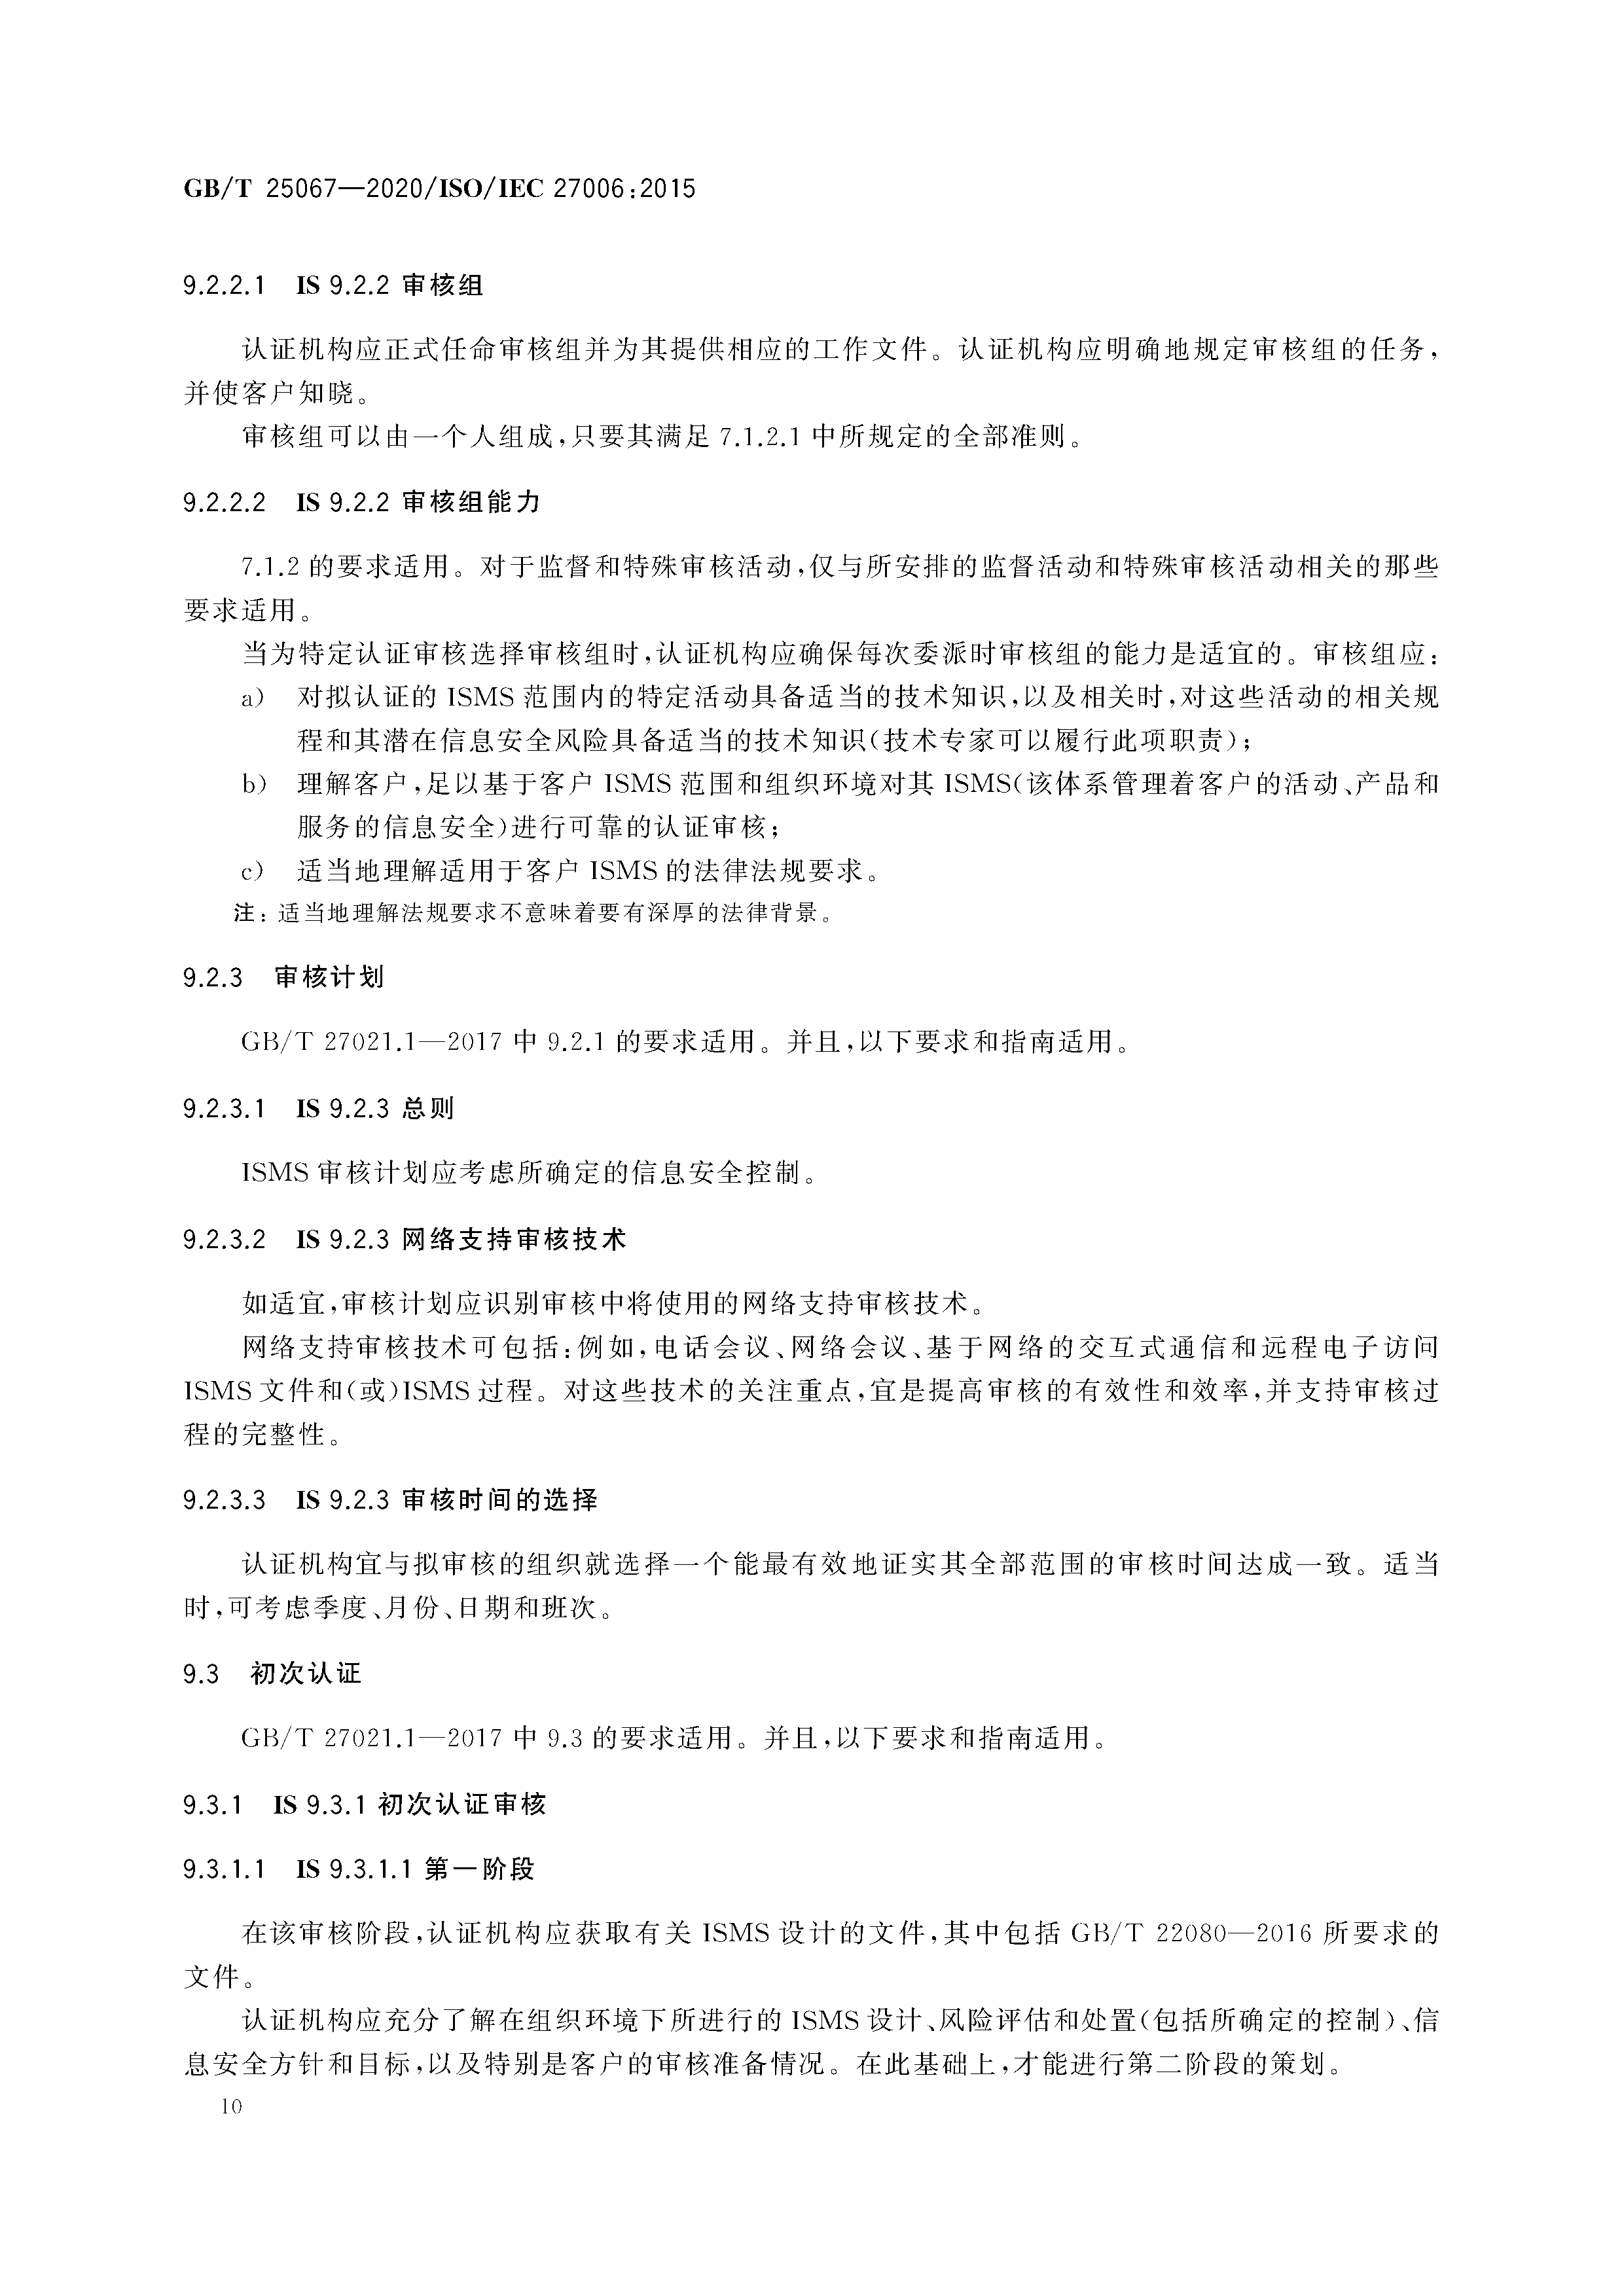 GB/T 25067—2020/ISO/IEC 27006:2015
9.2.2.1 IS 9.2.2 审核组
认证机构应正式任命审核组并为其提供相应的工作文件。认证机构应明确地规定审核组的任务,
并使客户知晓。
审核组可以由一个人组成,只要其满足 7.1.2.1 中所规定的全部准则。
9.2.2.2 IS 9.2.2 审核组能力
7.1.2 的要求适用。对于监督和特殊审核活动,仅与所安排的监督活动和特殊审核活动相关的那些
要求适用。
当为特定认证审核选择审核组时,认证机构应确保每次委派时审核组的能力是适宜的。审核组应:
a) 对拟认证的 ISMS 范围内的特定活动具备适当的技术知识,以及相关时,对这些活动的相关规
程和其潜在信息安全风险具备适当的技术知识(技术专家可以履行此项职责);
b) 理解客户,足以基于客户 ISMS 范围和组织环境对其 ISMS(该体系管理着客户的活动、产品和
服务的信息安全)进行可靠的认证审核;
c) 适当地理解适用于客户 ISMS 的法律法规要求。
注:适当地理解法规要求不意味着要有深厚的法律背景。
9.2.3 审核计划
GB/T 27021.1—2017 中 9.2.1 的要求适用。并且,以下要求和指南适用。
9.2.3.1 IS 9.2.3 总则
ISMS 审核计划应考虑所确定的信息安全控制。
9.2.3.2 IS 9.2.3 网络支持审核技术
如适宜,审核计划应识别审核中将使用的网络支持审核技术。
网络支持审核技术可包括:例如,电话会议、网络会议、基于网络的交互式通信和远程电子访问
ISMS 文件和(或)ISMS 过程。对这些技术的关注重点,宜是提高审核的有效性和效率,并支持审核过
程的完整性。
9.2.3.3 IS 9.2.3 审核时间的选择
认证机构宜与拟审核的组织就选择一个能最有效地证实其全部范围的审核时间达成一致。适当
时,可考虑季度、月份、日期和班次。
9.3 初次认证
GB/T 27021.1—2017 中 9.3 的要求适用。并且,以下要求和指南适用。
9.3.1 IS 9.3.1 初次认证审核
9.3.1.1 IS 9.3.1.1 第一阶段
在该审核阶段,认证机构应获取有关 ISMS 设计的文件,其中包括 GB/T 22080—2016 所要求的
文件。
认证机构应充分了解在组织环境下所进行的 ISMS 设计、风险评估和处置(包括所确定的控制)、信
息安全方针和目标,以及特别是客户的审核准备情况。在此基础上,才能进行第二阶段的策划。
10